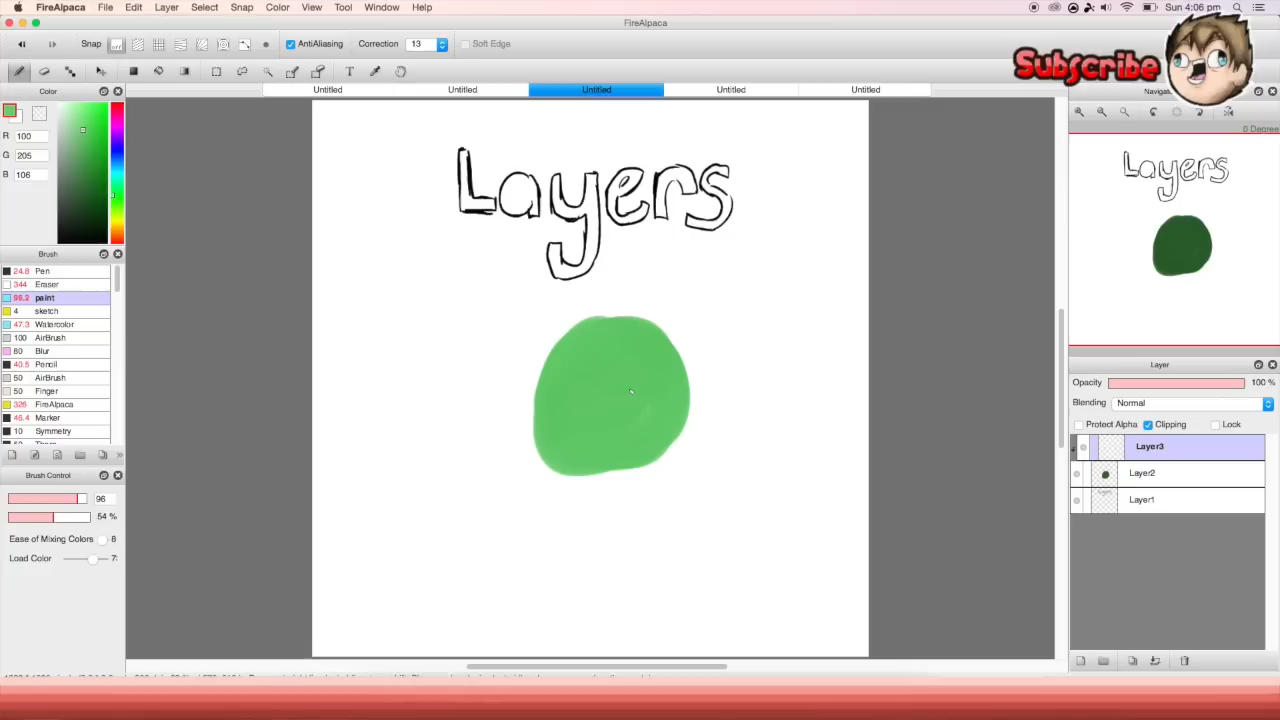 FireAlpaca File Edit Layer Select Snap Color View Tool Window Help Sun 4:06 pm
FireAlpaca
Snap off AntiAliasing Correction 13 Soft Edge
Subscribe
Color
Untitled Untitled Untitled Untitled Untitled
R 100
G 205
B 106
0 Degree
Layers
Layers
Brush
24.8 Pen
344 Eraser
96.2 paint
4 sketch
47.3 Watercolor
100 AirBrush
80 Blur
40.5 Pencil
50 AirBrush
50 Finger
326 FireAlpaca
46.4 Marker
10 Symmetry
Brush Control
96
54 %
Ease of Mixing Colors 8
Load Color
Layer
Opacity 100 %
Blending Normal
Protect Alpha Clipping Lock
Layer3
Layer2
Layer1